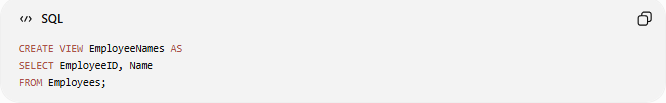 </> SQL
CREATE VIEW EmployeeNames AS
SELECT EmployeeID, Name
FROM Employees;